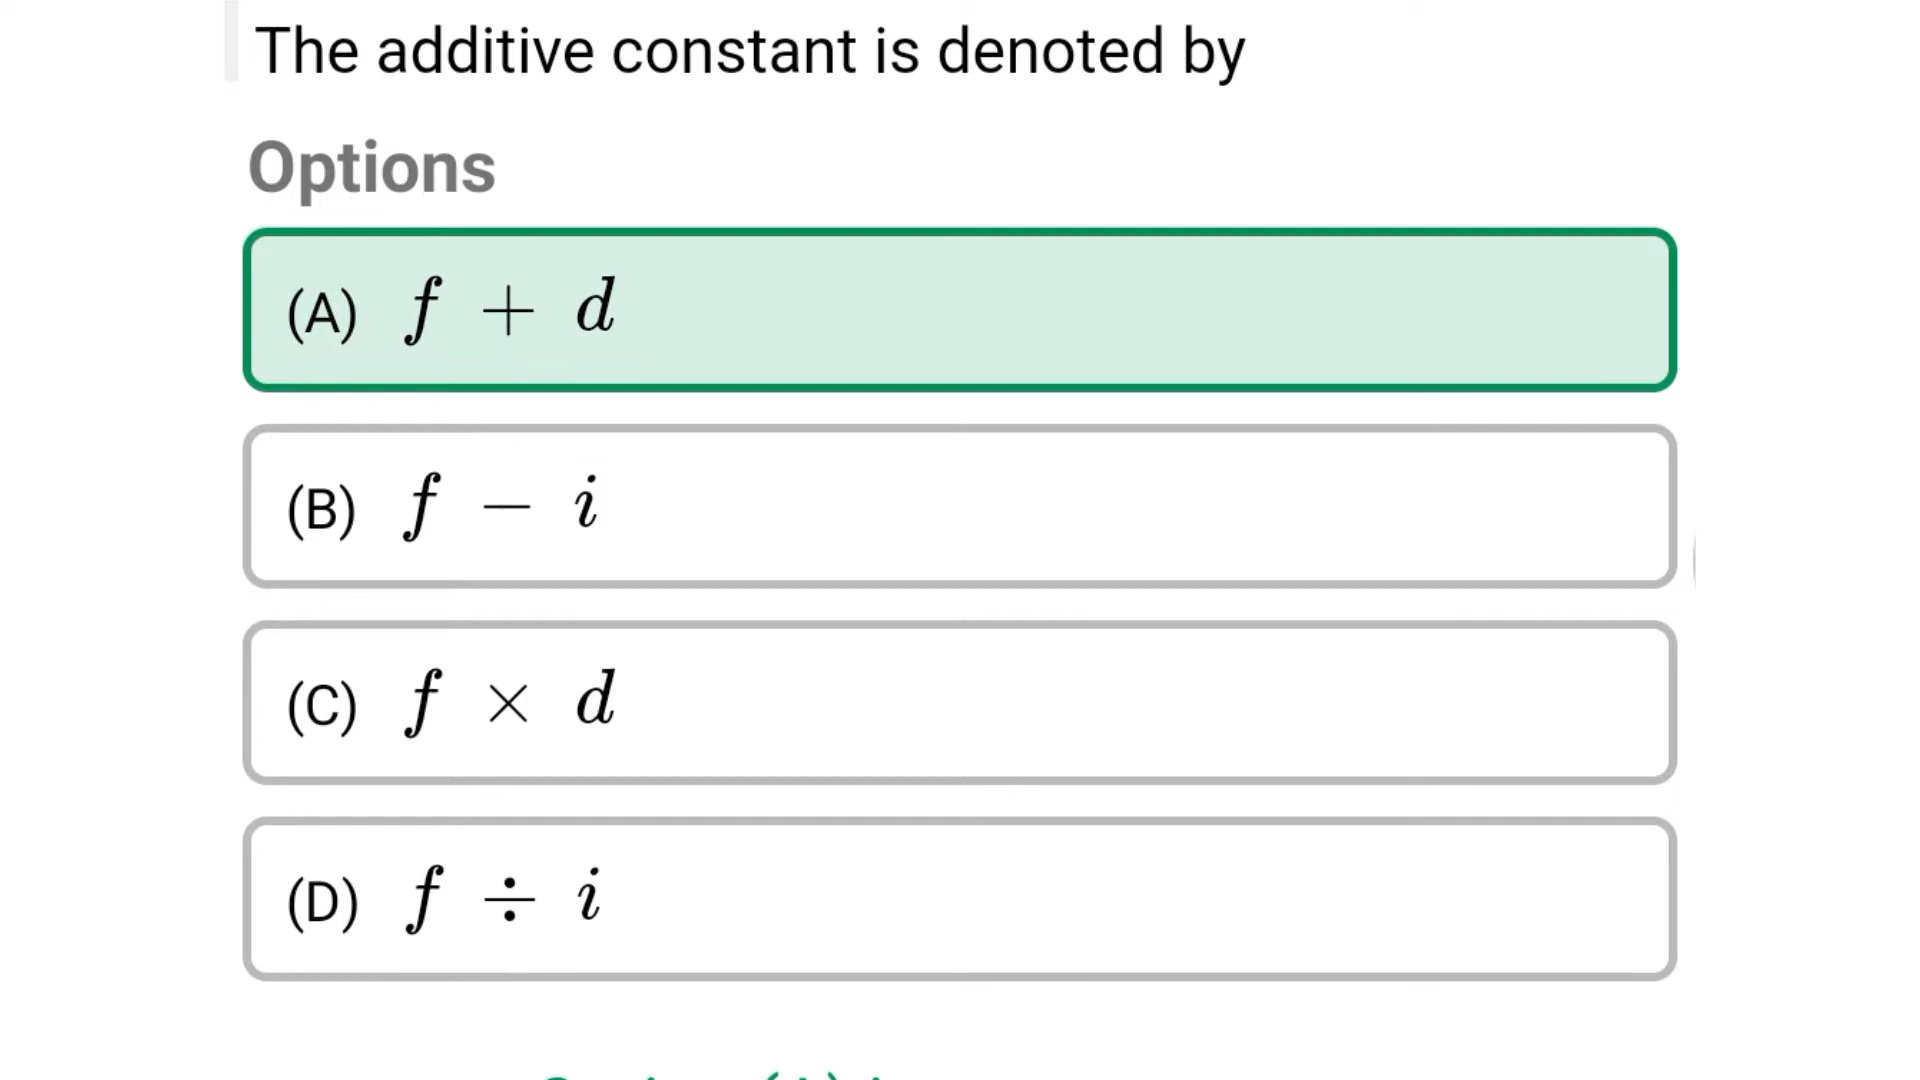 The additive constant is denoted by
Options
(A) f + d
(B) f − i
(C) f × d
(D) f ÷ i